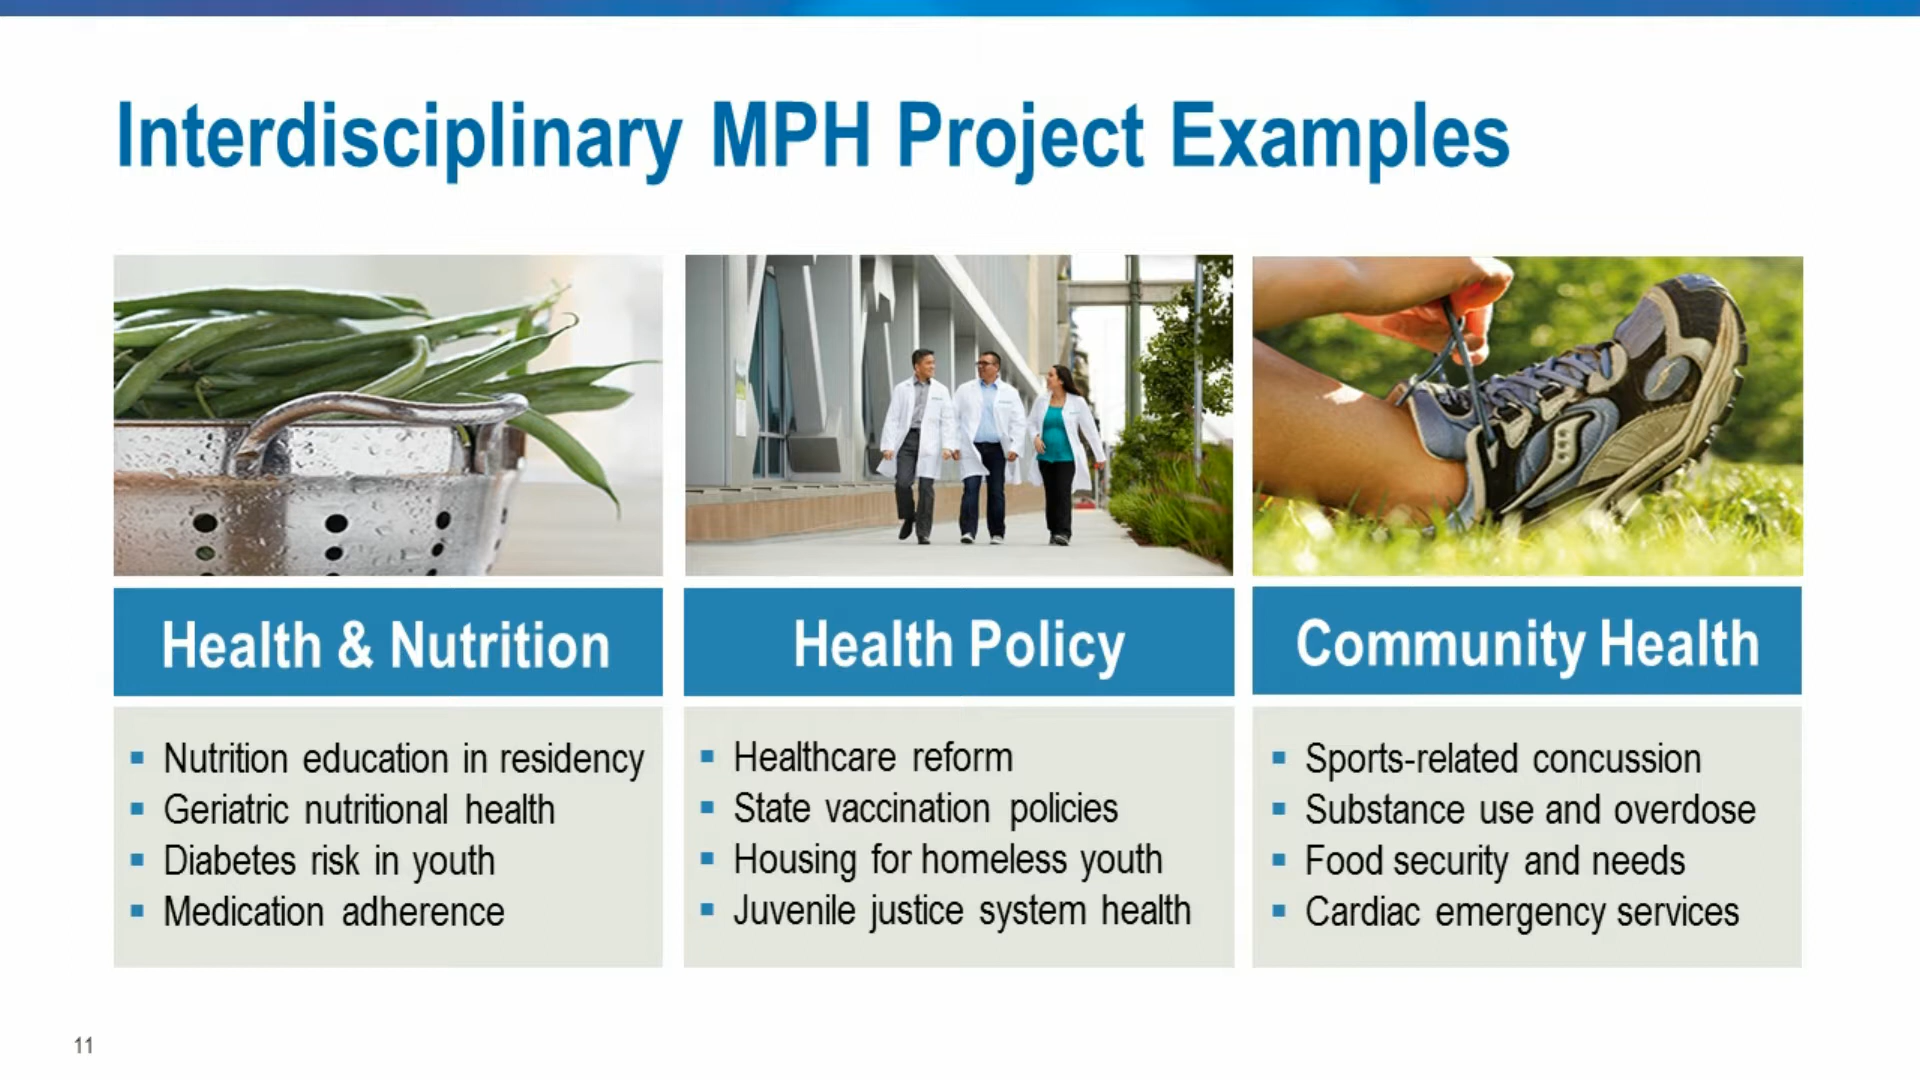 Interdisciplinary MPH Project Examples
Health & Nutrition
Nutrition education in residency
Geriatric nutritional health
Diabetes risk in youth
Medication adherence
Health Policy
Healthcare reform
State vaccination policies
Housing for homeless youth
Juvenile justice system health
Community Health
Sports-related concussion
Substance use and overdose
Food security and needs
Cardiac emergency services
11